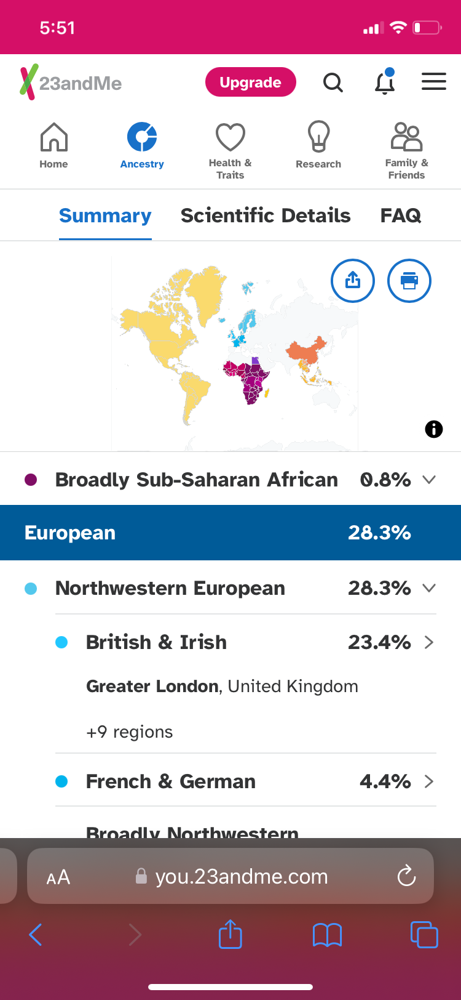 5:51
23andMe
Upgrade
Home
Ancestry
Health &
Traits
Research
Family &
Friends
Summary
Scientific Details
FAQ
Broadly Sub-Saharan African 0.8%
European 28.3%
Northwestern European 28.3%
British & Irish 23.4%
Greater London, United Kingdom
+9 regions
French & German 4.4%
Broadly Northwestern
AA you.23andme.com